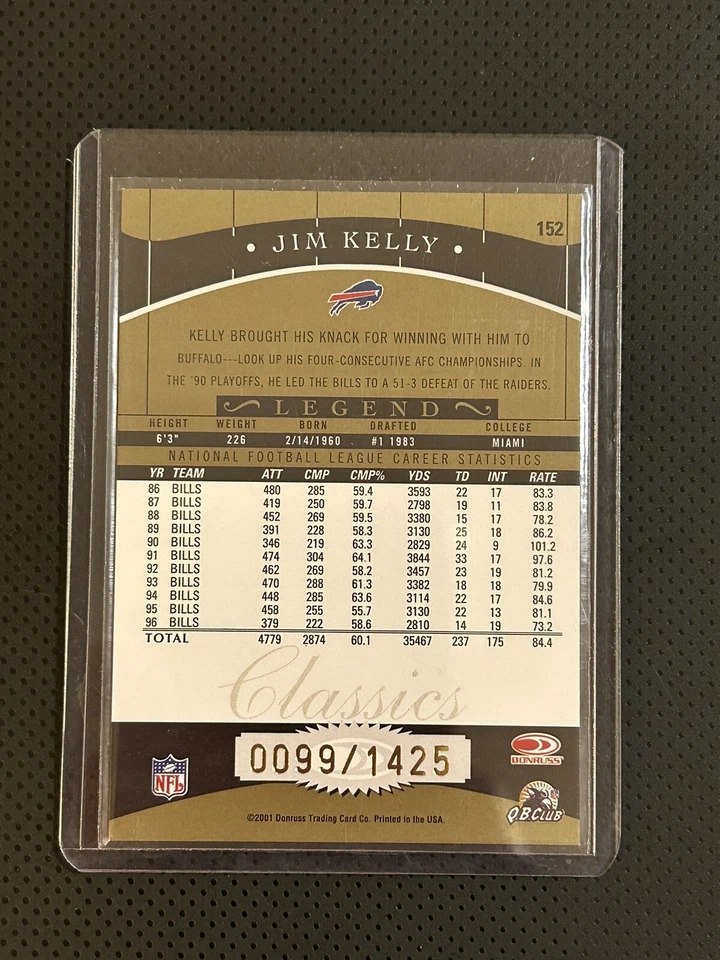 152
• JIM KELLY •
KELLY BROUGHT HIS KNACK FOR WINNING WITH HIM TO
BUFFALO---LOOK UP HIS FOUR-CONSECUTIVE AFC CHAMPIONSHIPS. IN
THE '90 PLAYOFFS, HE LED THE BILLS TO A 51-3 DEFEAT OF THE RAIDERS.
LEGEND
HEIGHT WEIGHT BORN DRAFTED COLLEGE
6'3" 226 2/14/1960 #1 1983 MIAMI
NATIONAL FOOTBALL LEAGUE CAREER STATISTICS
YR TEAM ATT CMP CMP% YDS TD INT RATE
86 BILLS 480 285 59.4 3593 22 17 83.3
87 BILLS 419 250 59.7 2798 19 11 83.8
88 BILLS 452 269 59.5 3380 15 17 78.2
89 BILLS 391 228 58.3 3130 25 18 86.2
90 BILLS 346 219 63.3 2829 24 9 101.2
91 BILLS 474 304 64.1 3844 33 17 97.6
92 BILLS 462 269 58.2 3457 23 19 81.2
93 BILLS 470 288 61.3 3382 18 18 79.9
94 BILLS 448 285 63.6 3114 22 17 84.6
95 BILLS 458 255 55.7 3130 22 13 81.1
96 BILLS 379 222 58.6 2810 14 19 73.2
TOTAL 4779 2874 60.1 35467 237 175 84.4
Classics
0099/1425
DONRUSS
NFL
Q.B.CLUB
©2001 Donruss Trading Card Co. Printed in the USA.